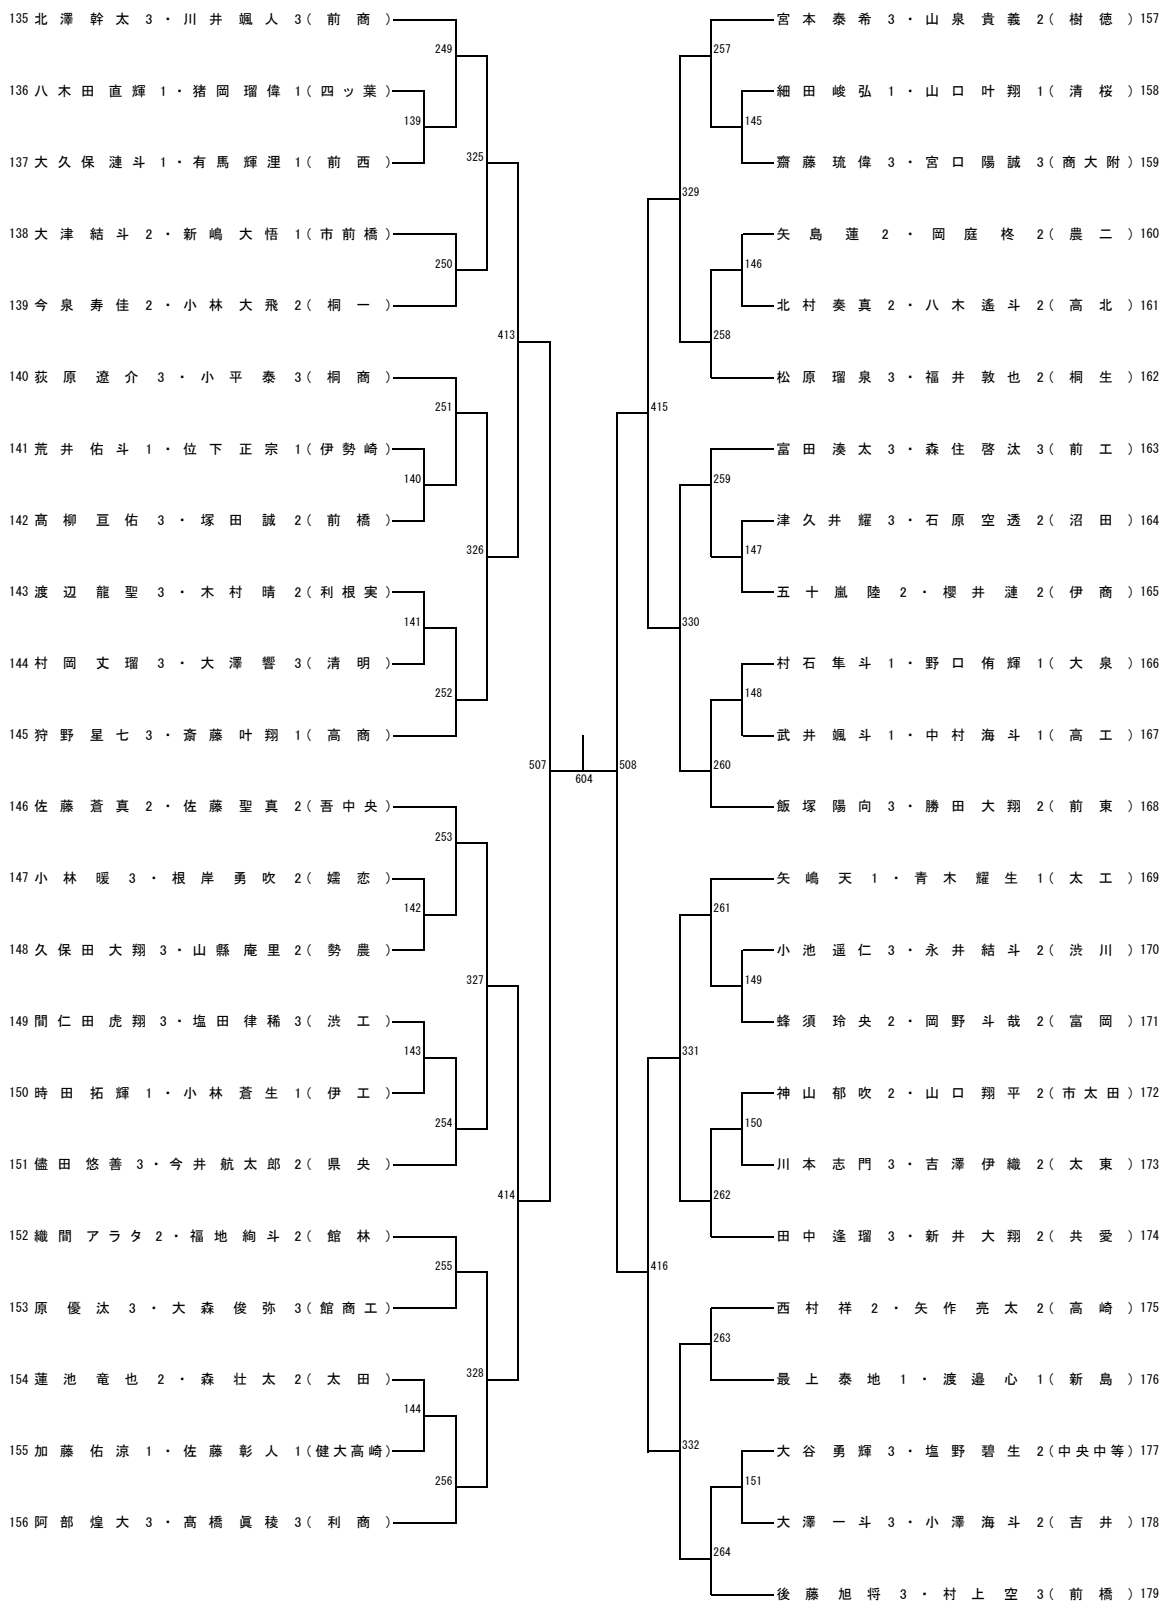 135 北澤幹太 3・川井颯人 3(前商)
249
136 八木田直輝 1・猪岡瑠偉 1(四ッ葉)
139
137 大久保漣斗 1・有馬輝浬 1(前西)
325
138 大津結斗 2・新嶋大悟 1(市前橋)
250
139 今泉寿佳 2・小林大飛 2(桐一)
413
140 荻原遼介 3・小平泰 3(桐商)
251
141 荒井佑斗 1・位下正宗 1(伊勢崎)
140
142 髙柳亘佑 3・塚田誠 2(前橋)
326
143 渡辺龍聖 3・木村晴 2(利根実)
141
144 村岡丈瑠 3・大澤響 3(清明)
252
145 狩野星七 3・斎藤叶翔 1(高商)
507
146 佐藤蒼真 2・佐藤聖真 2(吾中央)
253
147 小林暖 3・根岸勇吹 2(嬬恋)
142
148 久保田大翔 3・山縣庵里 2(勢農)
327
149 間仁田虎翔 3・塩田律稀 3(渋工)
143
150 時田拓輝 1・小林蒼生 1(伊工)
254
151 儘田悠善 3・今井航太郎 2(県央)
414
152 織間アラタ 2・福地絢斗 2(館林)
255
153 原優汰 3・大森俊弥 3(館商工)
328
154 蓮池竜也 2・森壮太 2(太田)
144
155 加藤佑涼 1・佐藤彰人 1(健大高崎)
256
156 阿部煌大 3・髙橋眞稜 3(利商)
604
宮本泰希 3・山泉貴義 2(樹徳) 157
257
細田峻弘 1・山口叶翔 1(清桜) 158
145
齋藤琉偉 3・宮口陽誠 3(商大附) 159
329
矢島蓮 2・岡庭柊 2(農二) 160
146
北村奏真 2・八木遙斗 2(高北) 161
258
松原瑠泉 3・福井敦也 2(桐生) 162
415
富田湊太 3・森住啓汰 3(前工) 163
259
津久井耀 3・石原空透 2(沼田) 164
147
五十嵐陸 2・櫻井漣 2(伊商) 165
330
村石隼斗 1・野口侑輝 1(大泉) 166
148
武井颯斗 1・中村海斗 1(高工) 167
508
260
飯塚陽向 3・勝田大翔 2(前東) 168
矢嶋天 1・青木耀生 1(太工) 169
261
小池遥仁 3・永井結斗 2(渋川) 170
149
蜂須玲央 2・岡野斗哉 2(富岡) 171
331
神山郁吹 2・山口翔平 2(市太田) 172
150
川本志門 3・吉澤伊織 2(太東) 173
262
田中逢瑠 3・新井大翔 2(共愛) 174
416
西村祥 2・矢作亮太 2(高崎) 175
263
最上泰地 1・渡邉心 1(新島) 176
332
大谷勇輝 3・塩野碧生 2(中央中等) 177
151
大澤一斗 3・小澤海斗 2(吉井) 178
264
後藤旭将 3・村上空 3(前橋) 179